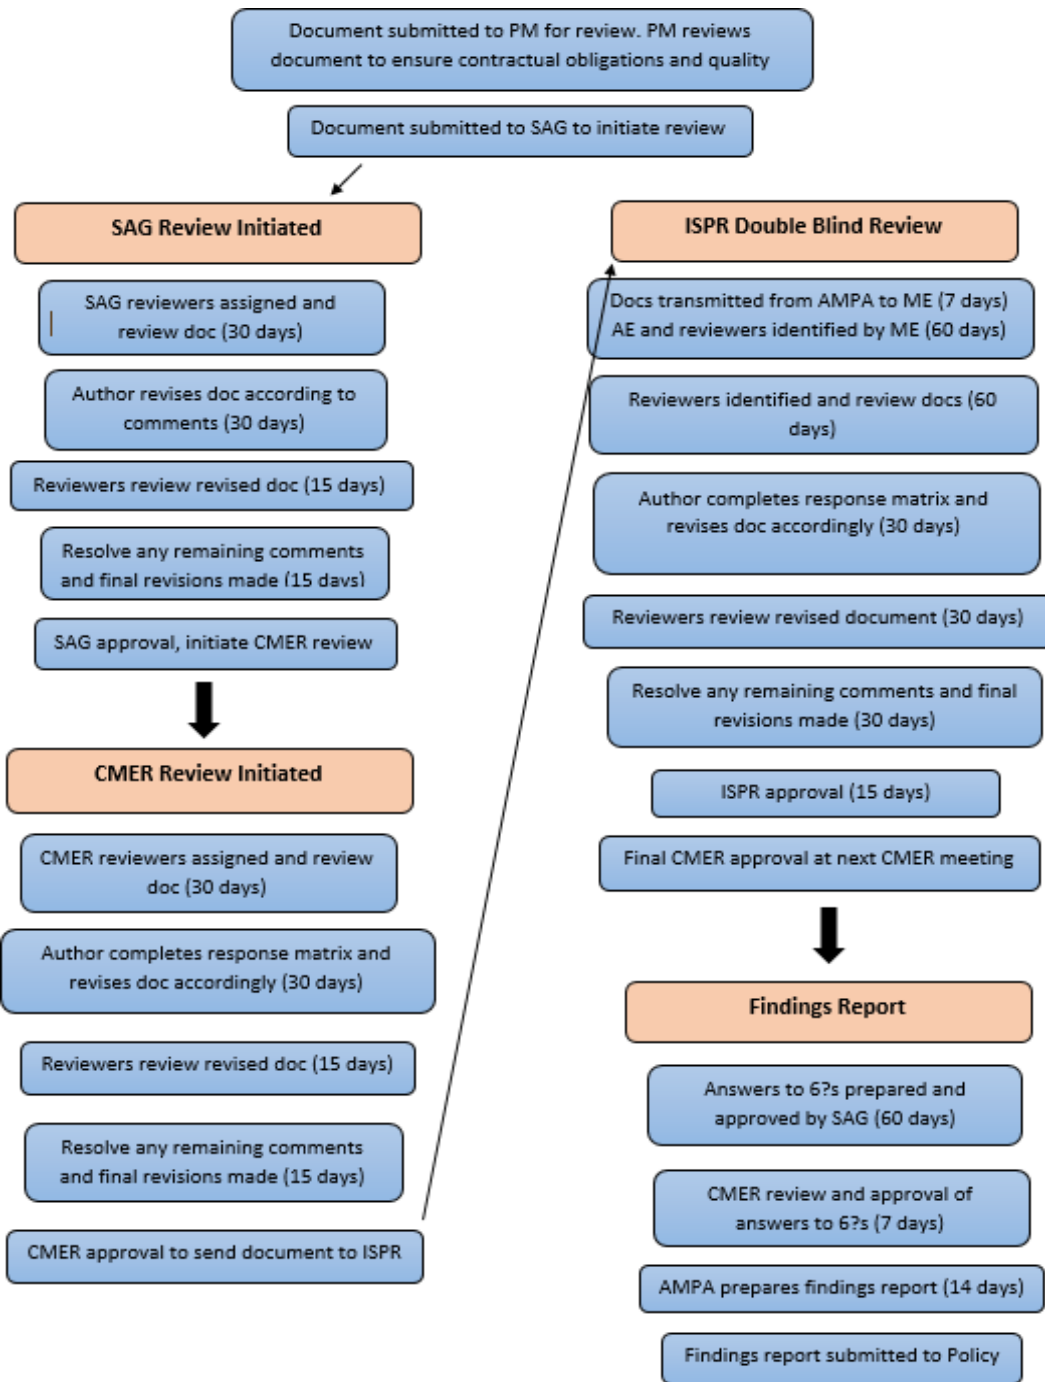 Document submitted to PM for review. PM reviews
document to ensure contractual obligations and quality
Document submitted to SAG to initiate review
SAG Review Initiated
SAG reviewers assigned and
review doc (30 days)
Author revises doc according to
comments (30 days)
Reviewers review revised doc (15 days)
Resolve any remaining comments
and final revisions made (15 days)
SAG approval, initiate CMER review
CMER Review Initiated
CMER reviewers assigned and review
doc (30 days)
Author completes response matrix and
revises doc accordingly (30 days)
Reviewers review revised doc (15 days)
Resolve any remaining comments
and final revisions made (15 days)
CMER approval to send document to ISPR
ISPR Double Blind Review
Docs transmitted from AMPA to ME (7 days)
AE and reviewers identified by ME (60 days)
Reviewers identified and review docs (60
days)
Author completes response matrix and
revises doc accordingly (30 days)
Reviewers review revised document (30 days)
Resolve any remaining comments and final
revisions made (30 days)
ISPR approval (15 days)
Final CMER approval at next CMER meeting
Findings Report
Answers to 6?s prepared and
approved by SAG (60 days)
CMER review and approval of
answers to 6?s (7 days)
AMPA prepares findings report (14 days)
Findings report submitted to Policy